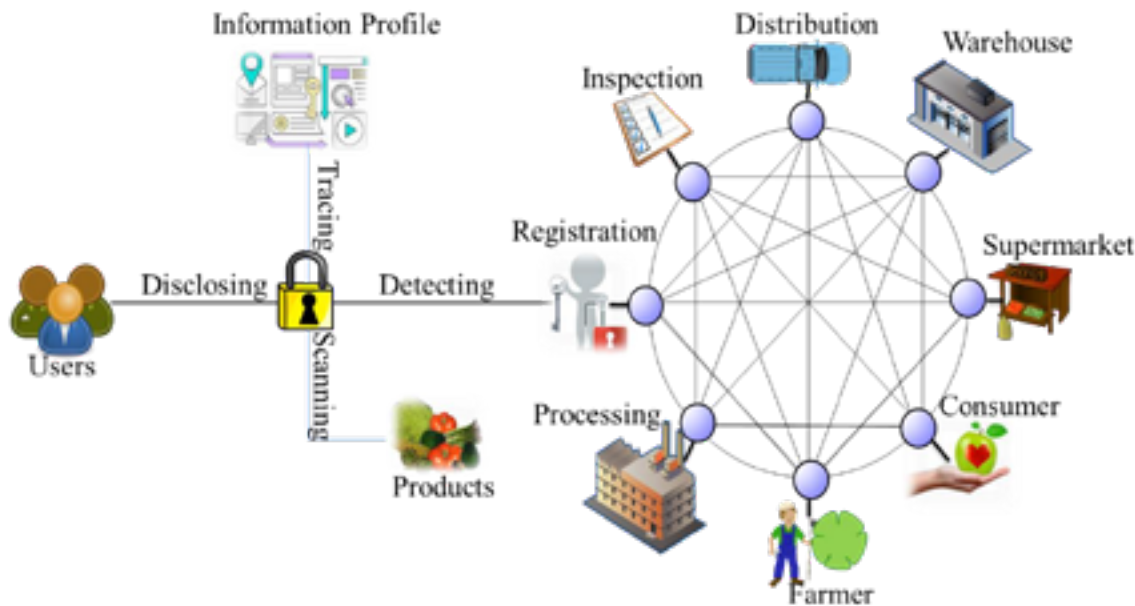 Information Profile
Distribution
Warehouse
Inspection
Tracing
Registration
Supermarket
Disclosing
Detecting
Users
Scanning
Processing
Consumer
Products
Farmer